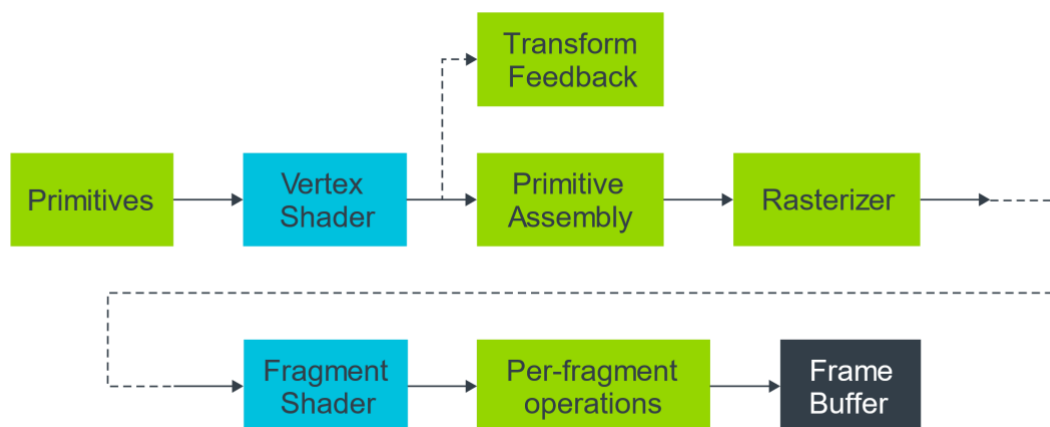 Transform
Feedback
Primitives
Vertex
Shader
Primitive
Assembly
Rasterizer
Fragment
Shader
Per-fragment
operations
Frame
Buffer